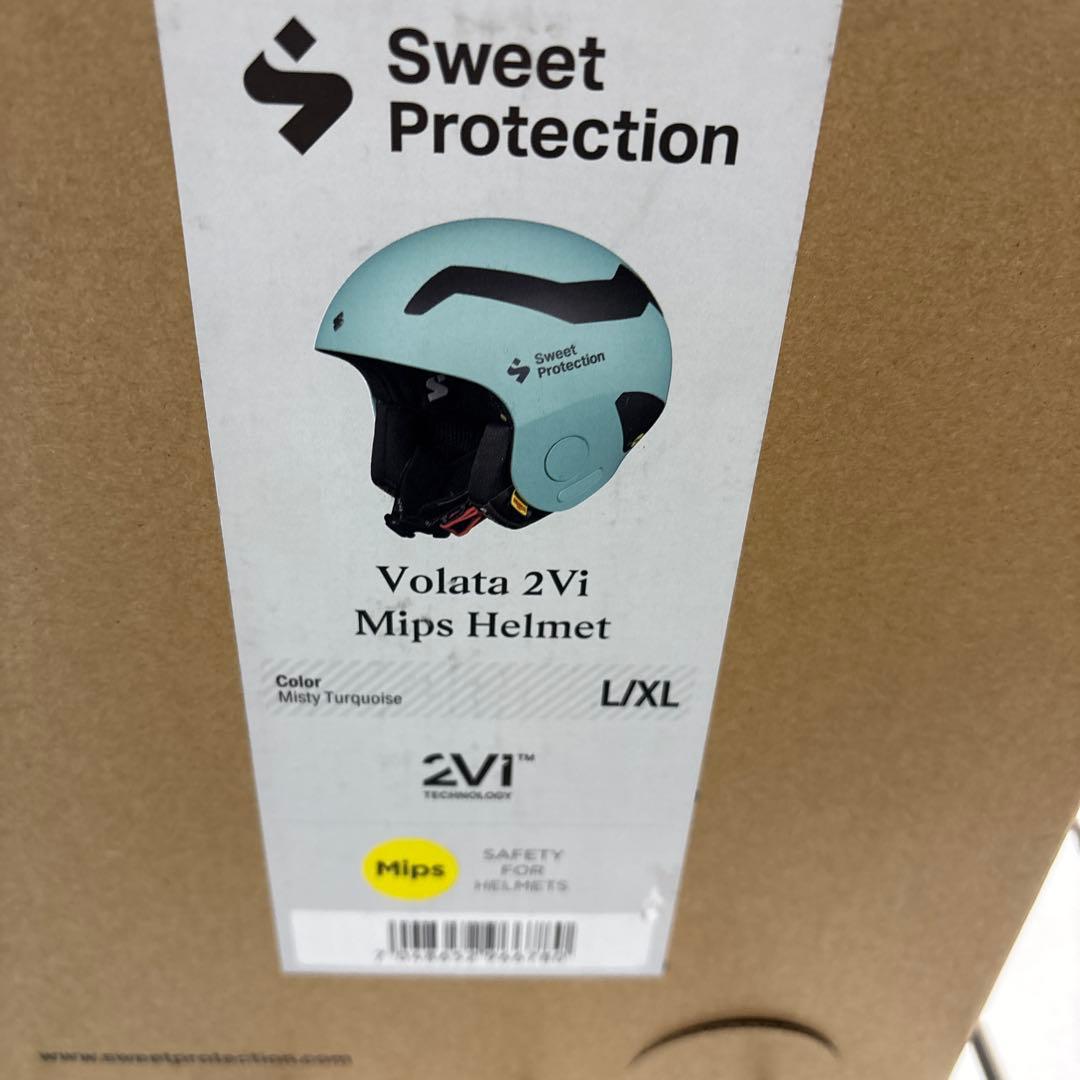 Sweet
Protection
Sweet
Protection
Volata 2Vi
Mips Helmet
Color
Misty Turquoise
L/XL
2Vi™
TECHNOLOGY
Mips
SAFETY
FOR
HELMETS
www.sweetprotection.com